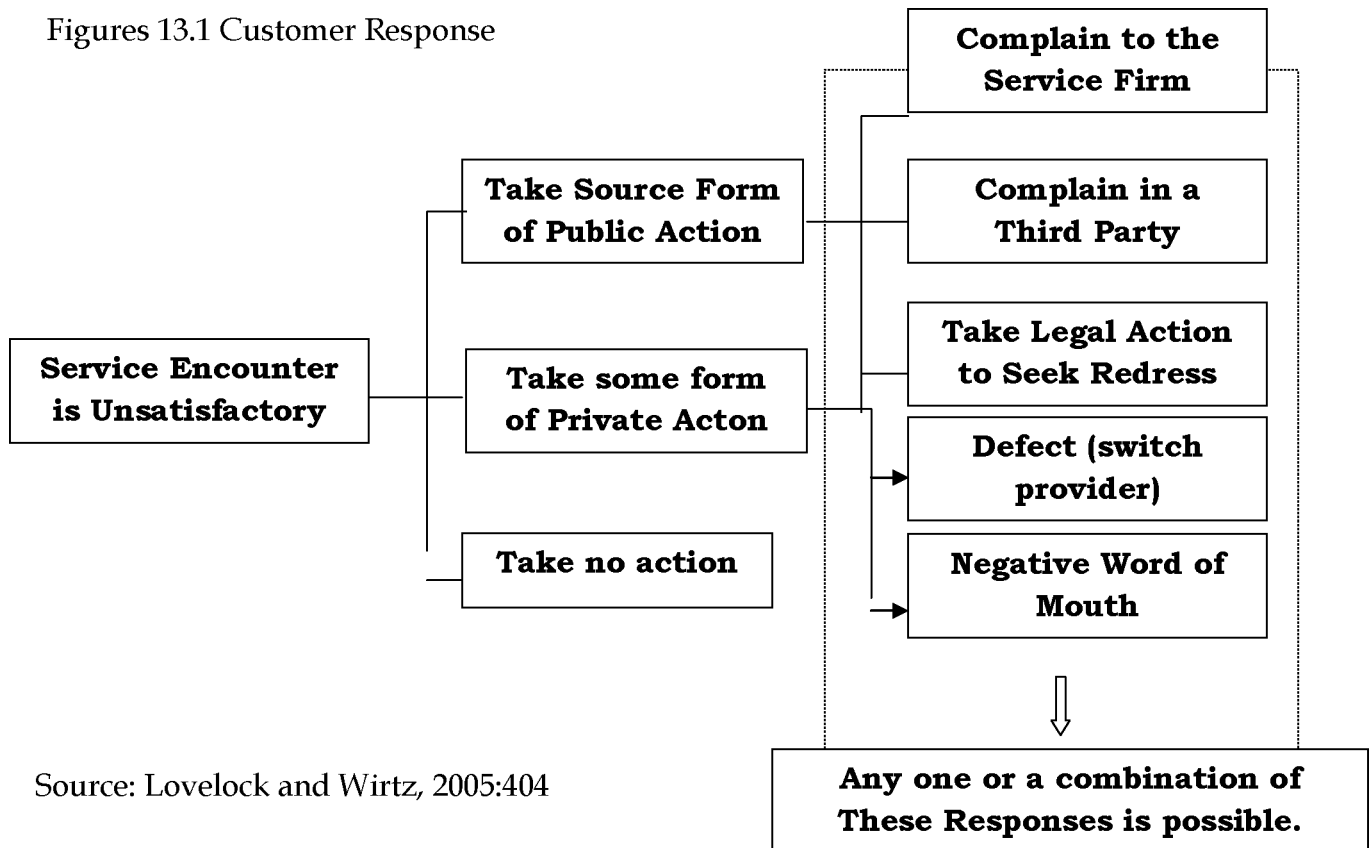 Figures 13.1 Customer Response
Complain to the
Service Firm
Take Source Form
of Public Action
Complain in a
Third Party
Service Encounter
is Unsatisfactory
Take some form
of Private Acton
Take Legal Action
to Seek Redress
Defect (switch
provider)
Take no action
Negative Word of
Mouth
Source: Lovelock and Wirtz, 2005:404
Any one or a combination of
These Responses is possible.